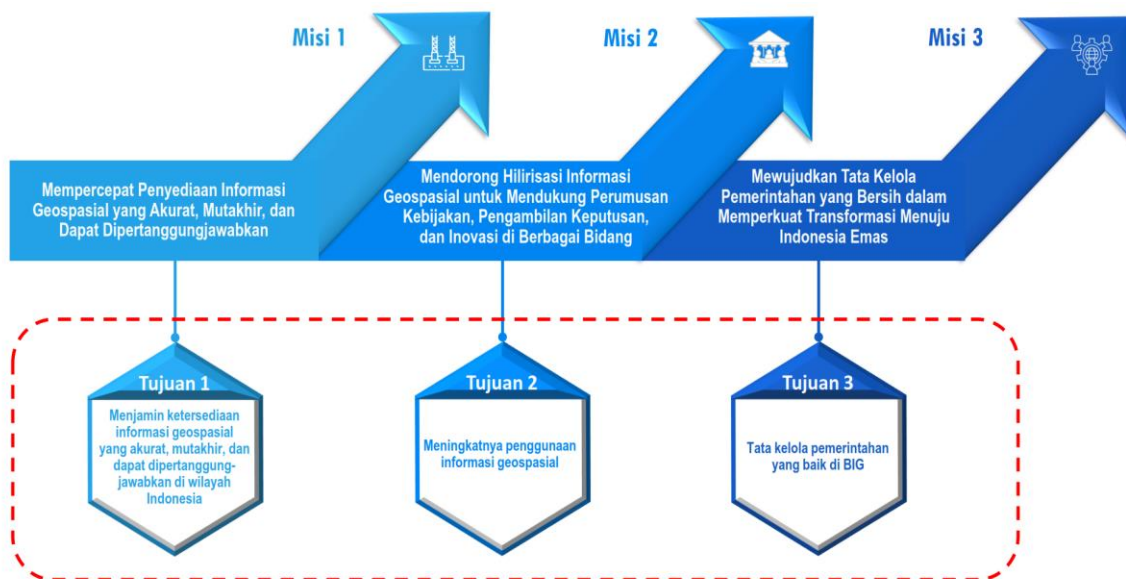 Misi 1
Misi 2
Misi 3
Mempercepat Penyediaan Informasi
Geospasial yang Akurat, Mutakhir, dan
Dapat Dipertanggungjawabkan
Mendorong Hilirisasi Informasi
Geospasial untuk Mendukung Perumusan
Kebijakan, Pengambilan Keputusan,
dan Inovasi di Berbagai Bidang
Mewujudkan Tata Kelola
Pemerintahan yang Bersih dalam
Memperkuat Transformasi Menuju
Indonesia Emas
Tujuan 1
Menjamin ketersediaan
informasi geospasial
yang akurat, mutakhir, dan
dapat dipertanggung-
jawabkan di wilayah
Indonesia
Tujuan 2
Meningkatnya penggunaan
informasi geospasial
Tujuan 3
Tata kelola pemerintahan
yang baik di BIG